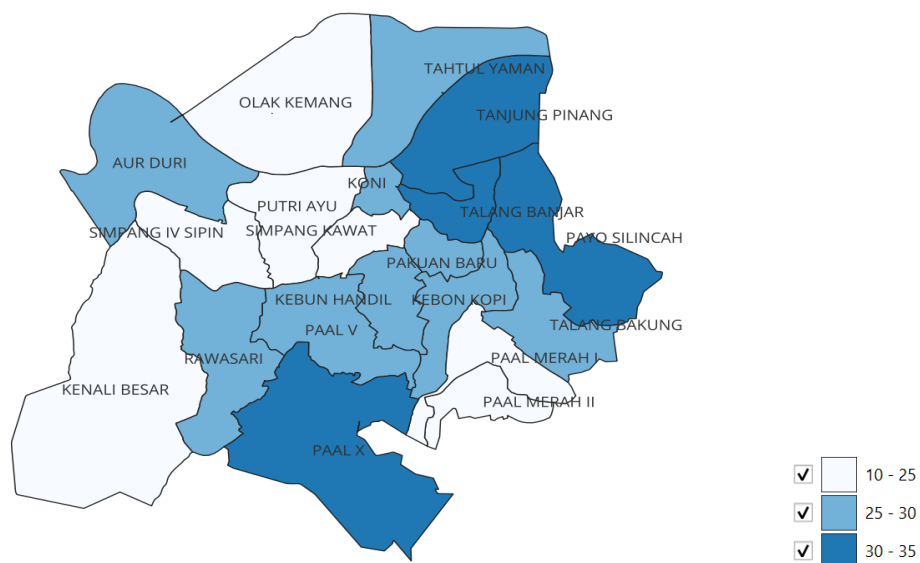 TAHTUL YAMAN
OLAK KEMANG
TANJUNG PINANG
AUR DURI
KONI
PUTRI AYU
TALANG BANJAR
SIMPANG IV SIPIN
SIMPANG KAWAT
PAYO SILINCAH
PAKUAN BARU
KEBUN HANDIL
KEBON KOPI
PAAL V
TALANG BAKUNG
RAWASARI
PAAL MERAH I
KENALI BESAR
PAAL MERAH II
PAAL X
10 - 25
25 - 30
30 - 35